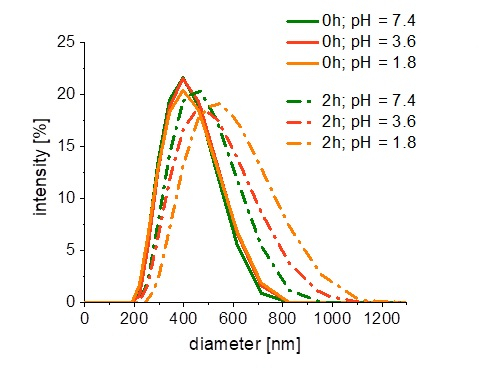 0h; pH = 7.4
0h; pH = 3.6
0h; pH = 1.8
2h; pH = 7.4
2h; pH = 3.6
2h; pH = 1.8
25
20
15
10
5
0
intensity [%]
0 200 400 600 800 1000 1200
diameter [nm]